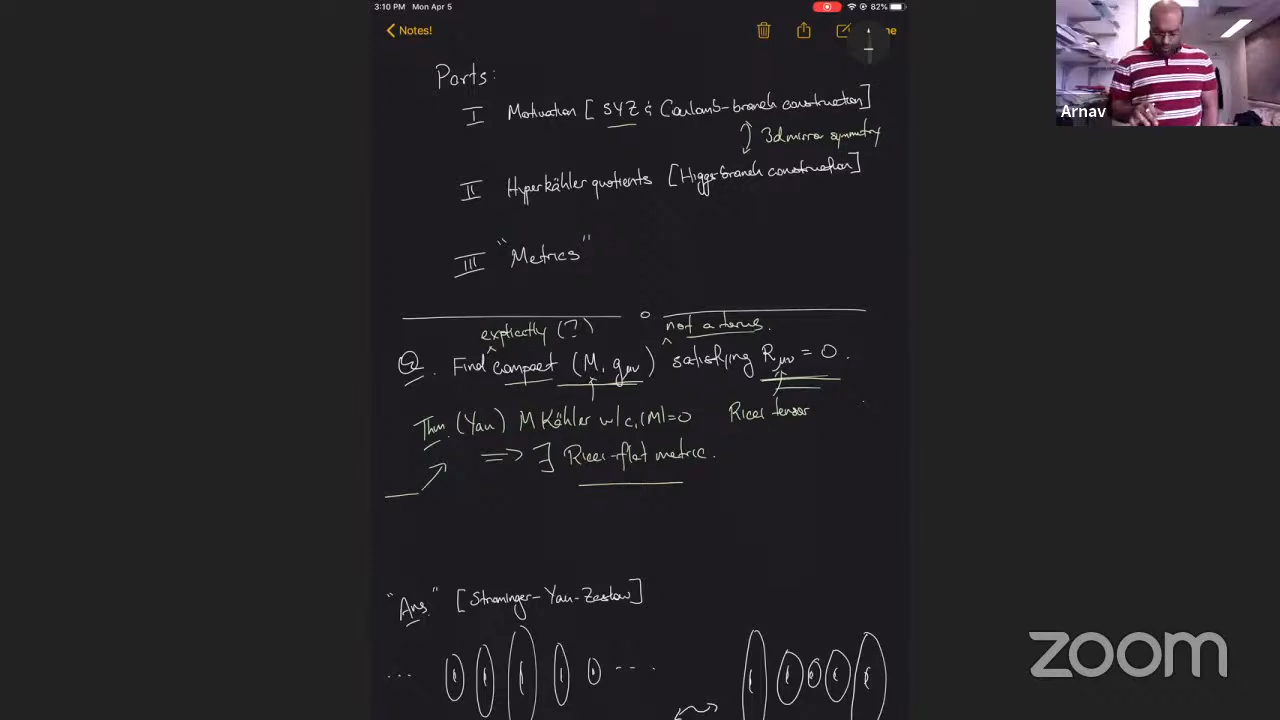 3:10 PM Mon Apr 5
82%
Notes!
Parts:
I Motivation [SYZ & Coulomb-branch construction]
3d mirror symmetry
II Hyperkähler quotients [Higgs-branch construction]
III "Metrics"
explicitly (?) not a torus.
Q. Find ^ compact (M, gμν) ^ satisfying Rμν = 0.
Thm. (Yau) M Kähler w/ c₁(M)=0 Ricci tensor
⟹ ∃ Ricci-flat metric.
"Ans." [Strominger-Yau-Zaslow]
... ...
Arnav
zoom